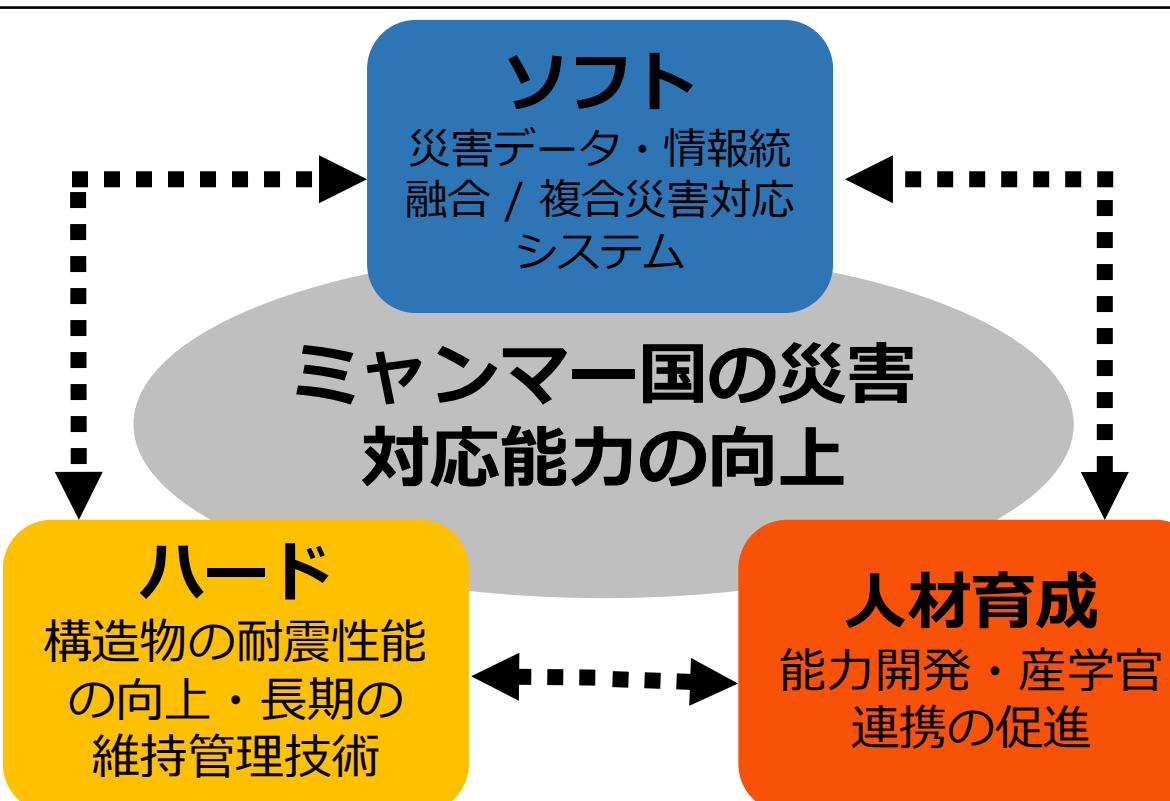 ソフト
災害データ・情報統
融合 / 複合災害対応
システム
ミャンマー国の災害
対応能力の向上
ハード
構造物の耐震性能
の向上・長期の
維持管理技術
人材育成
能力開発・産学官
連携の促進